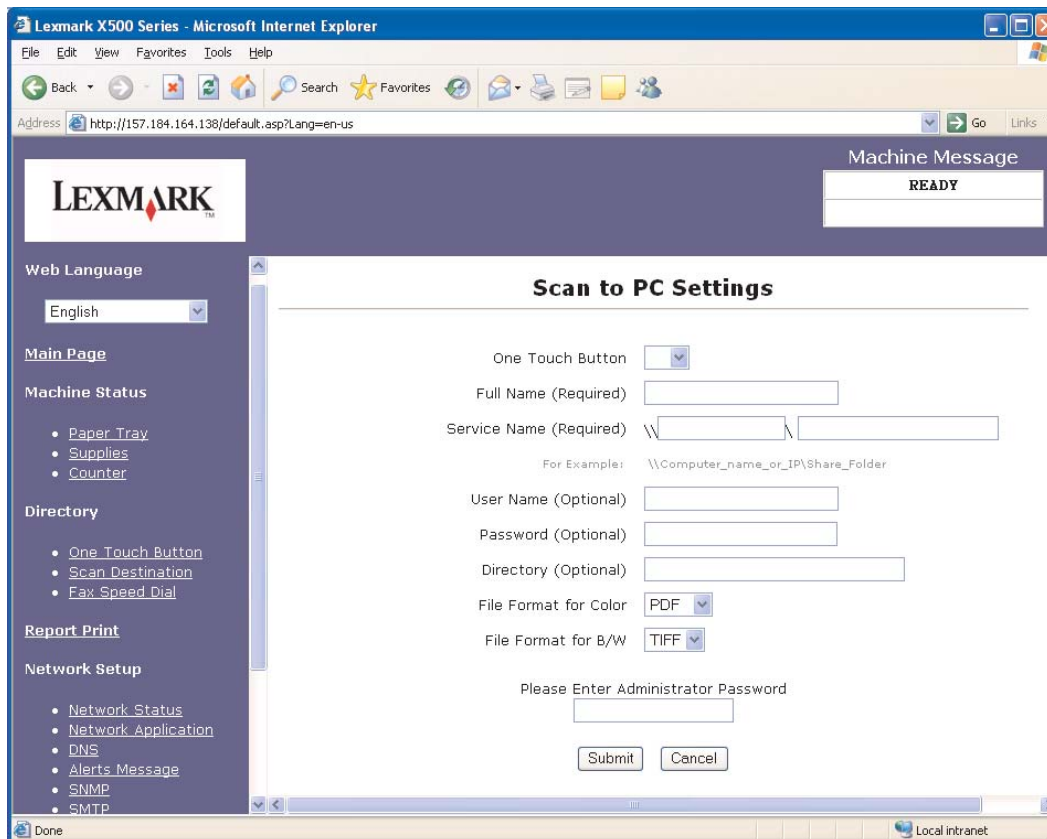 Lexmark X500 Series - Microsoft Internet Explorer
File Edit View Favorites Tools Help
Back Search Favorites
Address http://157.184.164.138/default.asp?Lang=en-us Go Links
LEXMARK™
Machine Message
READY
Web Language
English
Main Page
Machine Status
Paper Tray
Supplies
Counter
Directory
One Touch Button
Scan Destination
Fax Speed Dial
Report Print
Network Setup
Network Status
Network Application
DNS
Alerts Message
SNMP
SMTP
Scan to PC Settings
One Touch Button
Full Name (Required)
Service Name (Required) \\ \
For Example: \\Computer_name_or_IP\Share_Folder
User Name (Optional)
Password (Optional)
Directory (Optional)
File Format for Color PDF
File Format for B/W TIFF
Please Enter Administrator Password
Submit Cancel
Done Local intranet